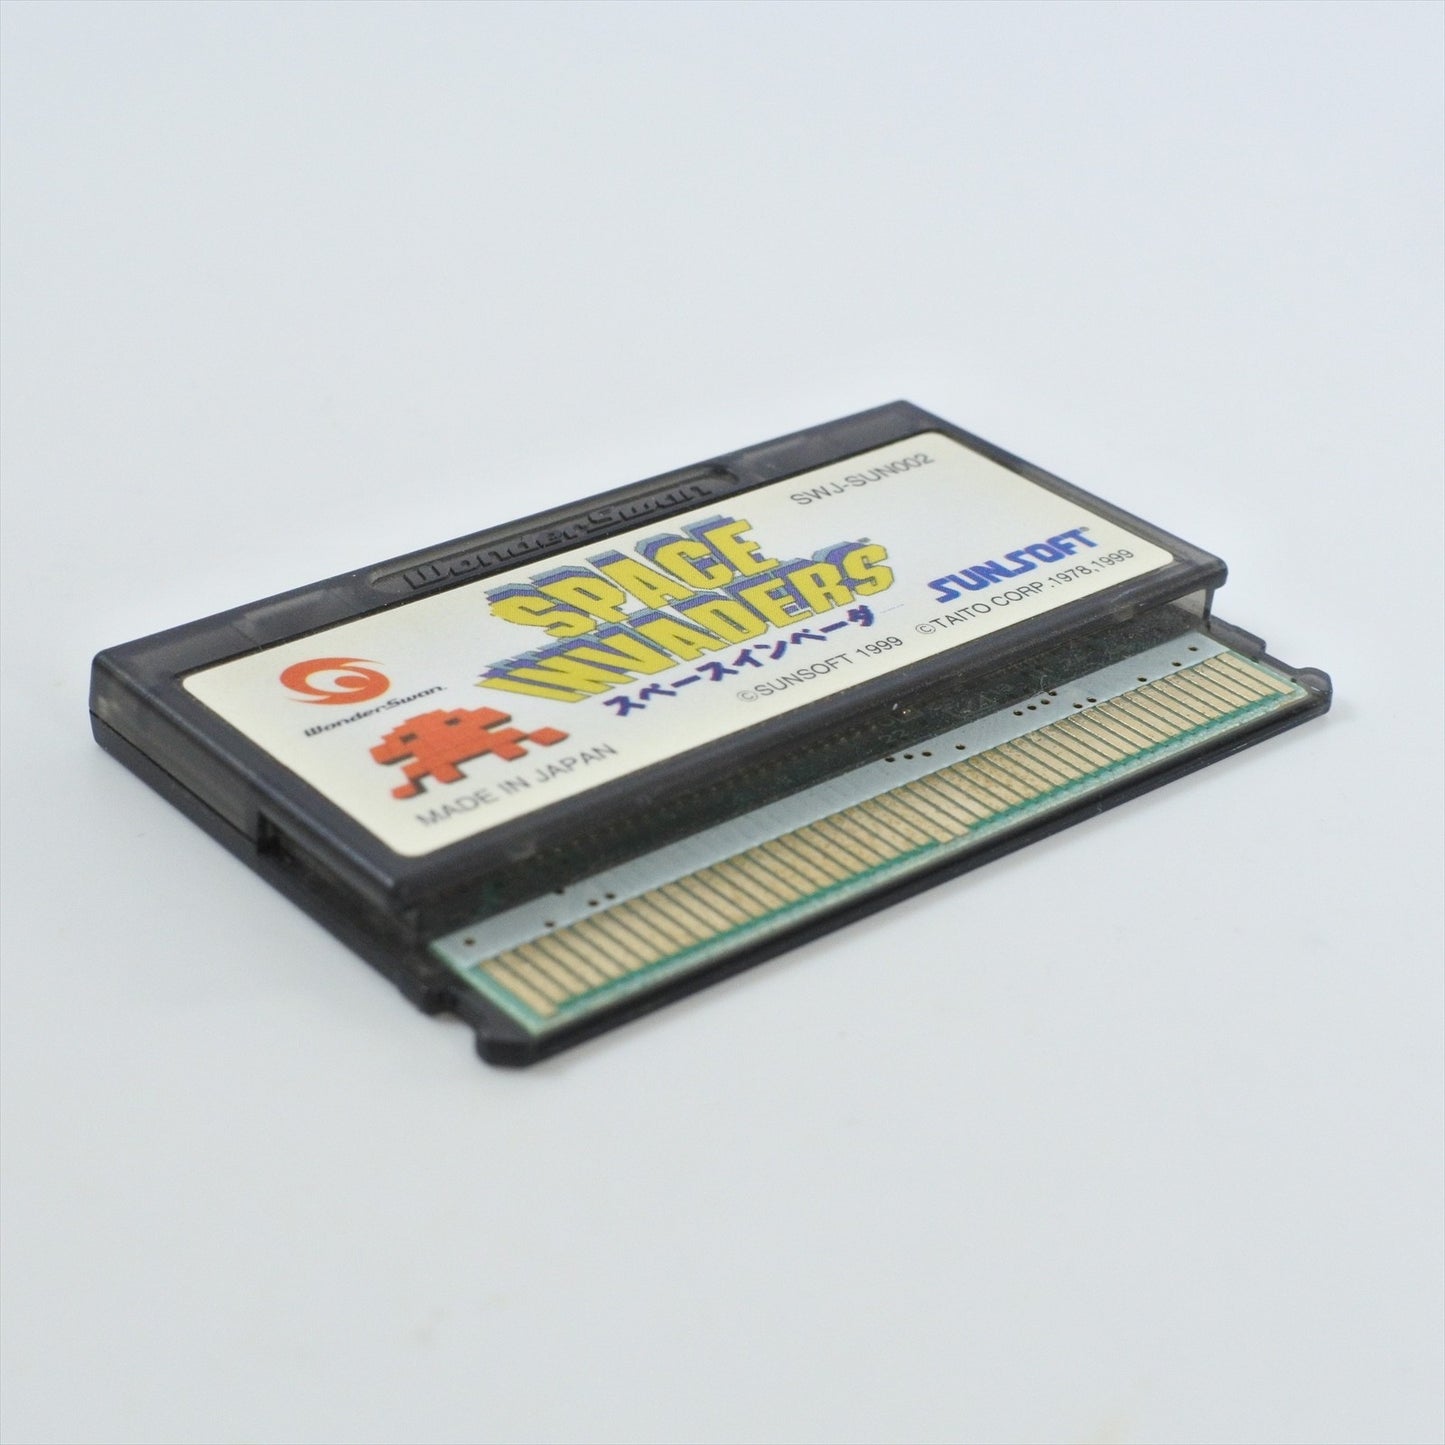 WonderSwan
SWJ-SUN002
SPACE
INVADERS™
スペースインベーダ
WonderSwan
SUNSOFT®
©SUNSOFT 1999 ©TAITO CORP.1978,1999
MADE IN JAPAN